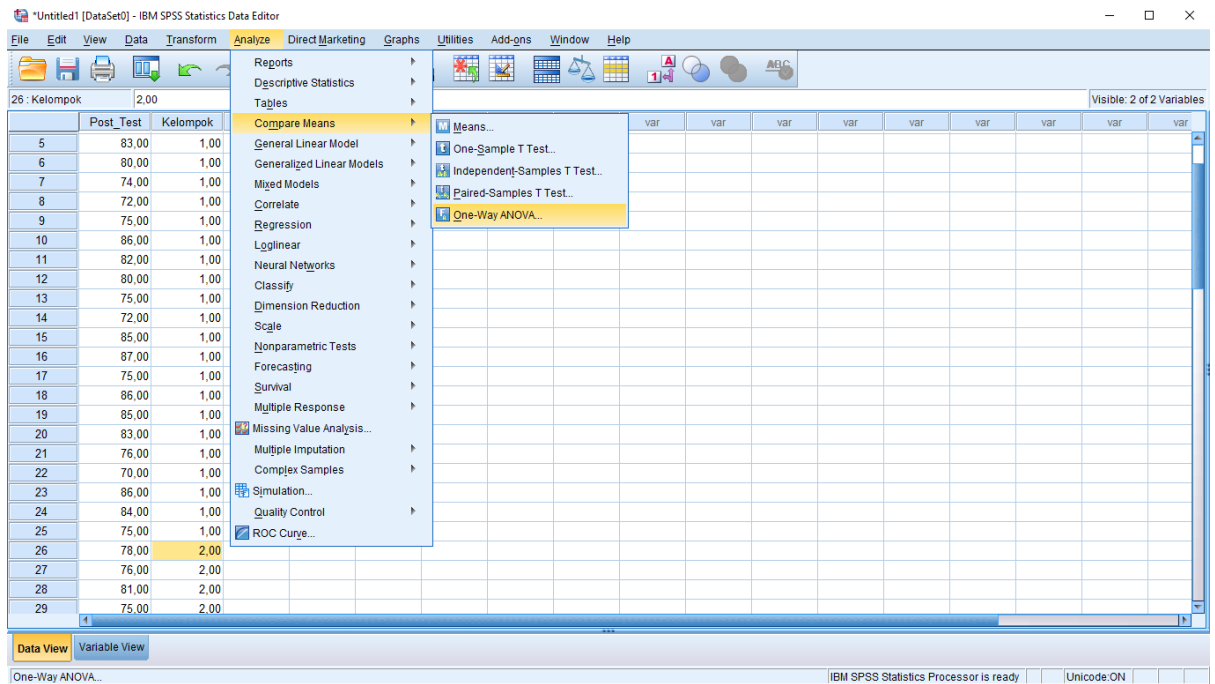 *Untitled1 [DataSet0] - IBM SPSS Statistics Data Editor
File Edit View Data Transform Analyze Direct Marketing Graphs Utilities Add-ons Window Help
26 : Kelompok 2,00 Visible: 2 of 2 Variables
Post_Test Kelompok var var var var var var var var var
5 83,00 1,00
6 80,00 1,00
7 74,00 1,00
8 72,00 1,00
9 75,00 1,00
10 86,00 1,00
11 82,00 1,00
12 80,00 1,00
13 75,00 1,00
14 72,00 1,00
15 85,00 1,00
16 87,00 1,00
17 75,00 1,00
18 86,00 1,00
19 85,00 1,00
20 83,00 1,00
21 76,00 1,00
22 70,00 1,00
23 86,00 1,00
24 84,00 1,00
25 75,00 1,00
26 78,00 2,00
27 76,00 2,00
28 81,00 2,00
29 75,00 2,00
Reports
Descriptive Statistics
Tables
Compare Means
General Linear Model
Generalized Linear Models
Mixed Models
Correlate
Regression
Loglinear
Neural Networks
Classify
Dimension Reduction
Scale
Nonparametric Tests
Forecasting
Survival
Multiple Response
Missing Value Analysis...
Multiple Imputation
Complex Samples
Simulation...
Quality Control
ROC Curve...
M Means...
t One-Sample T Test...
Independent-Samples T Test...
Paired-Samples T Test...
One-Way ANOVA...
Data View Variable View
One-Way ANOVA... IBM SPSS Statistics Processor is ready Unicode:ON